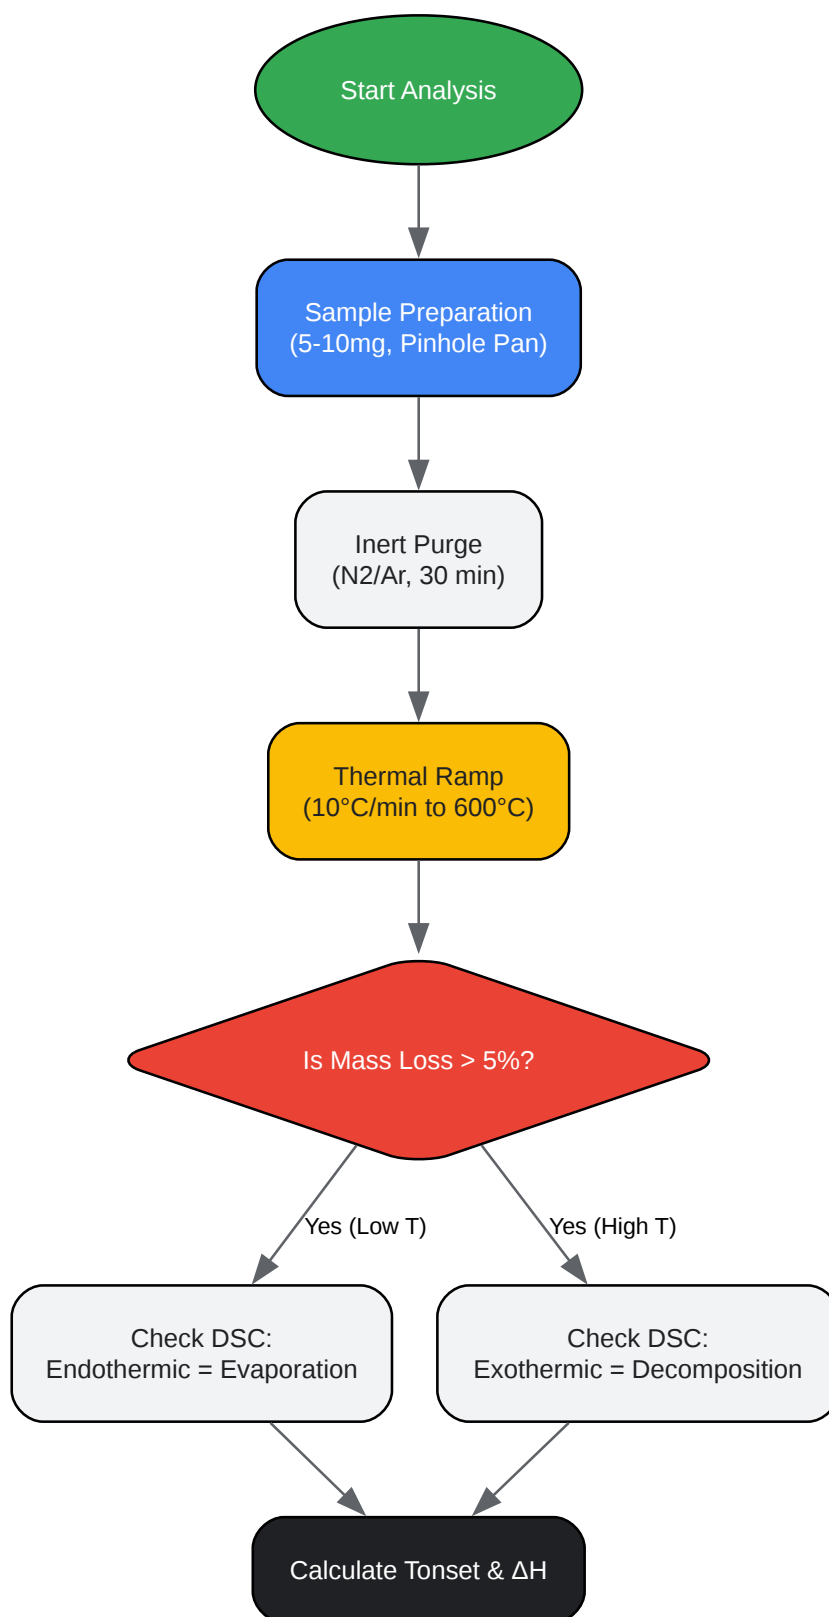 Start Analysis
Sample Preparation
(5-10mg, Pinhole Pan)
Inert Purge
(N2/Ar, 30 min)
Thermal Ramp
(10°C/min to 600°C)
Is Mass Loss > 5%?
Yes (Low T)
Yes (High T)
Check DSC:
Endothermic = Evaporation
Check DSC:
Exothermic = Decomposition
Calculate Tonset & ΔH